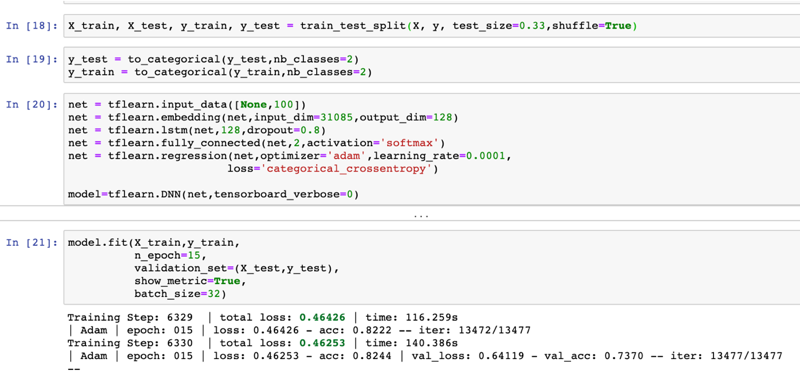 In [18]: X_train, X_test, y_train, y_test = train_test_split(X, y, test_size=0.33,shuffle=True)
In [19]: y_test = to_categorical(y_test,nb_classes=2)
y_train = to_categorical(y_train,nb_classes=2)
In [20]: net = tflearn.input_data([None,100])
net = tflearn.embedding(net,input_dim=31085,output_dim=128)
net = tflearn.lstm(net,128,dropout=0.8)
net = tflearn.fully_connected(net,2,activation='softmax')
net = tflearn.regression(net,optimizer='adam',learning_rate=0.0001,
loss='categorical_crossentropy')
model=tflearn.DNN(net,tensorboard_verbose=0)
...
In [21]: model.fit(X_train,y_train,
n_epoch=15,
validation_set=(X_test,y_test),
show_metric=True,
batch_size=32)
Training Step: 6329 | total loss: 0.46426 | time: 116.259s
| Adam | epoch: 015 | loss: 0.46426 - acc: 0.8222 -- iter: 13472/13477
Training Step: 6330 | total loss: 0.46253 | time: 140.386s
| Adam | epoch: 015 | loss: 0.46253 - acc: 0.8244 | val_loss: 0.64119 - val_acc: 0.7370 -- iter: 13477/13477
--